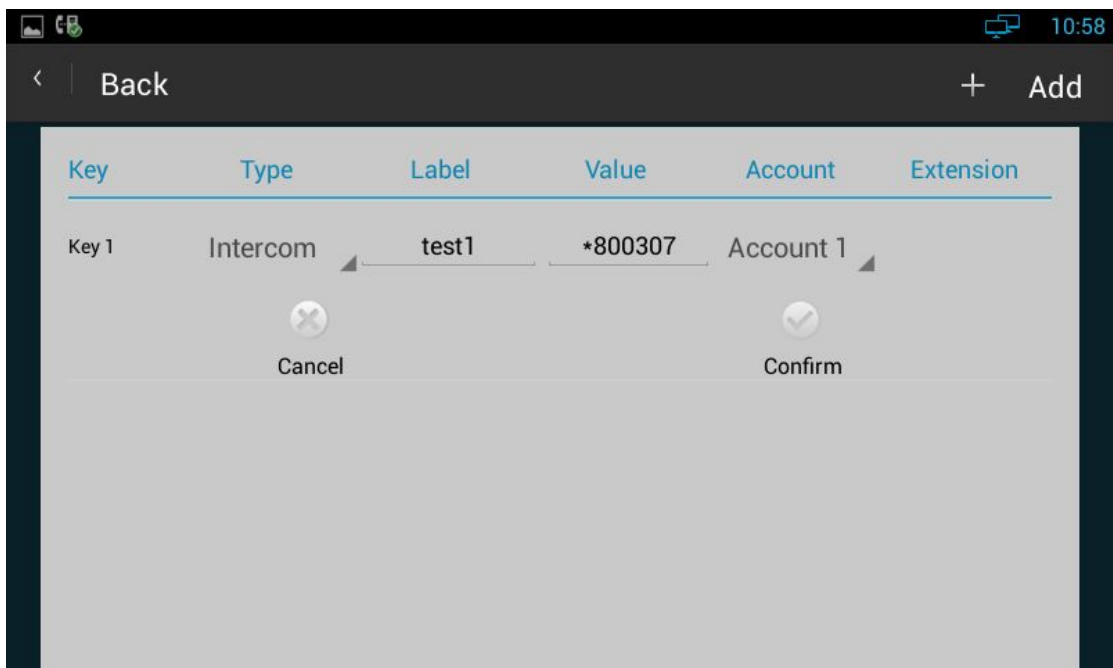 10:58
Back + Add
Key Type Label Value Account Extension
Key 1 Intercom test1 *800307 Account 1
Cancel Confirm